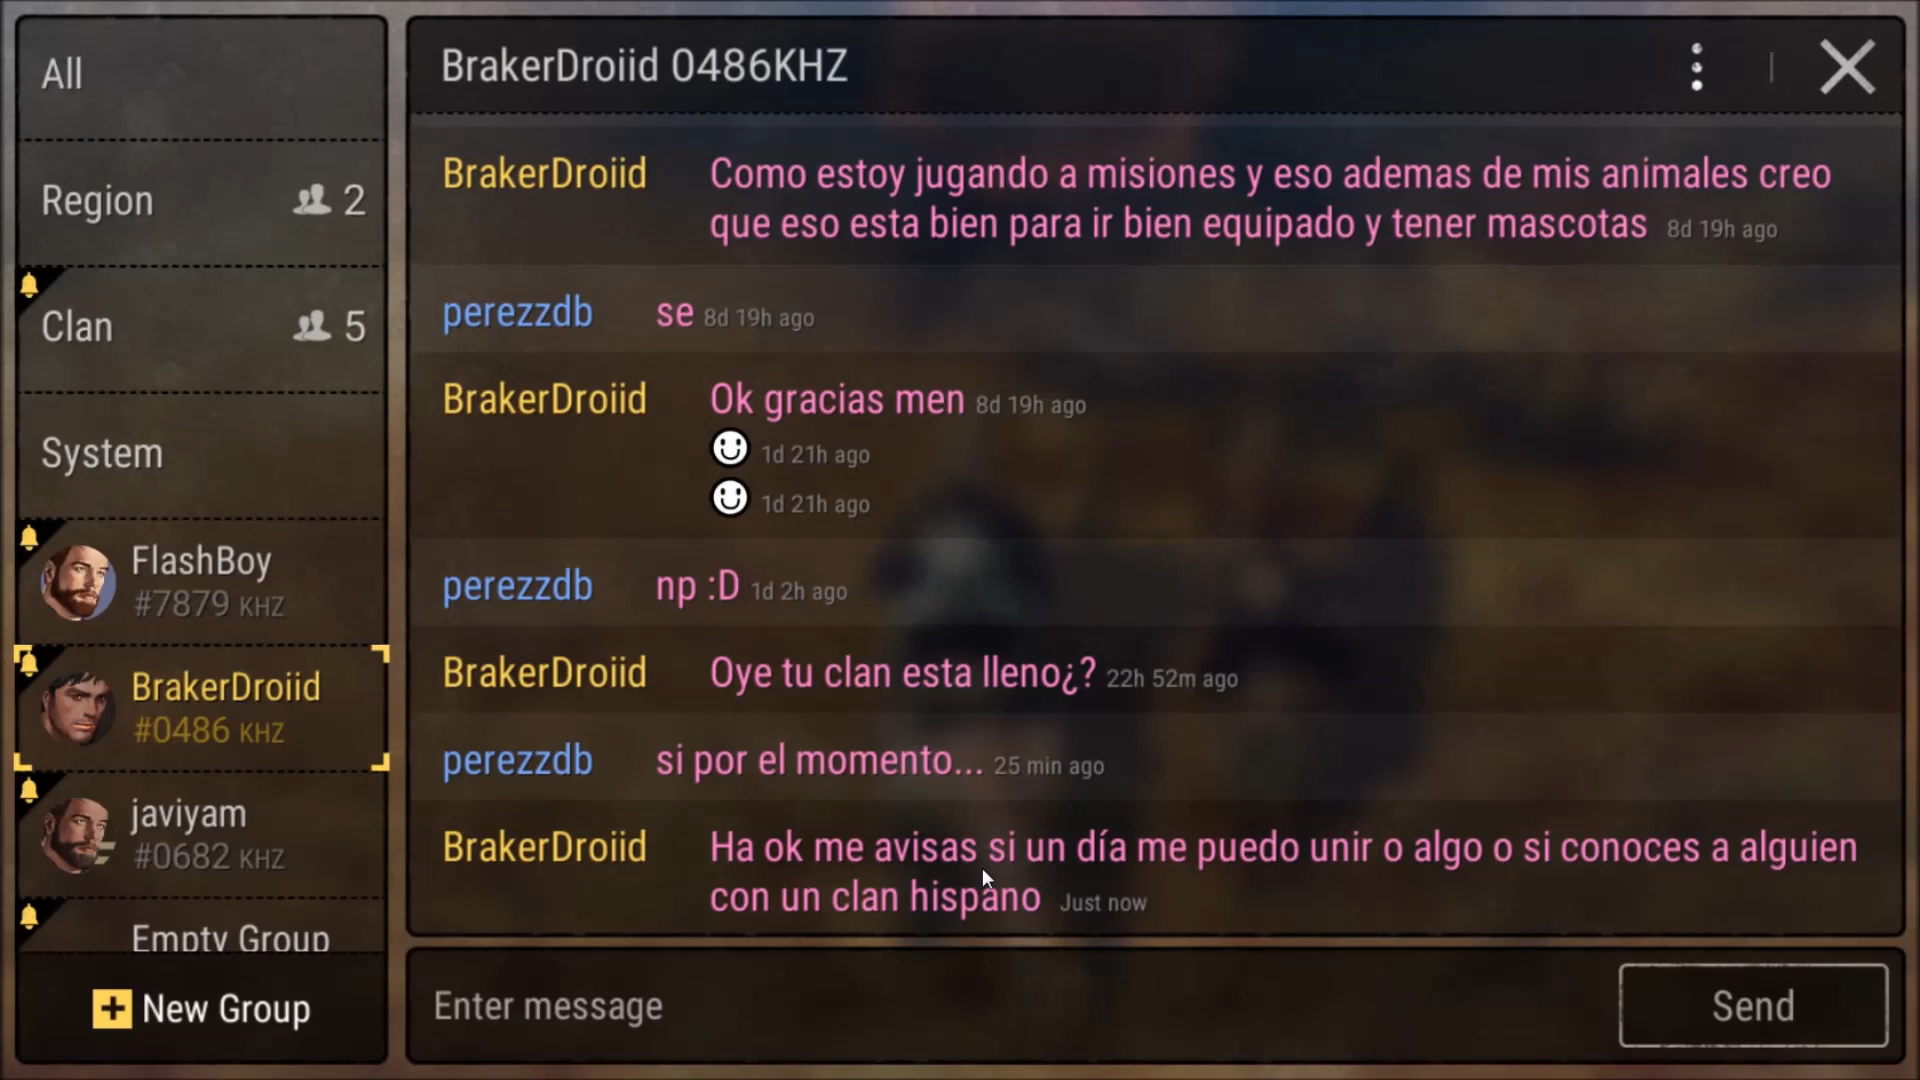 All
Region 2
Clan 5
System
FlashBoy
#7879 KHZ
BrakerDroiid
#0486 KHZ
javiyam
#0682 KHZ
Empty Group
New Group
BrakerDroiid 0486KHZ
BrakerDroiid Como estoy jugando a misiones y eso ademas de mis animales creo
que eso esta bien para ir bien equipado y tener mascotas 8d 19h ago
perezzdb se 8d 19h ago
BrakerDroiid Ok gracias men 8d 19h ago
1d 21h ago
1d 21h ago
perezzdb np :D 1d 2h ago
BrakerDroiid Oye tu clan esta lleno¿? 22h 52m ago
perezzdb si por el momento... 25 min ago
BrakerDroiid Ha ok me avisas si un día me puedo unir o algo o si conoces a alguien
con un clan hispano Just now
Enter message
Send